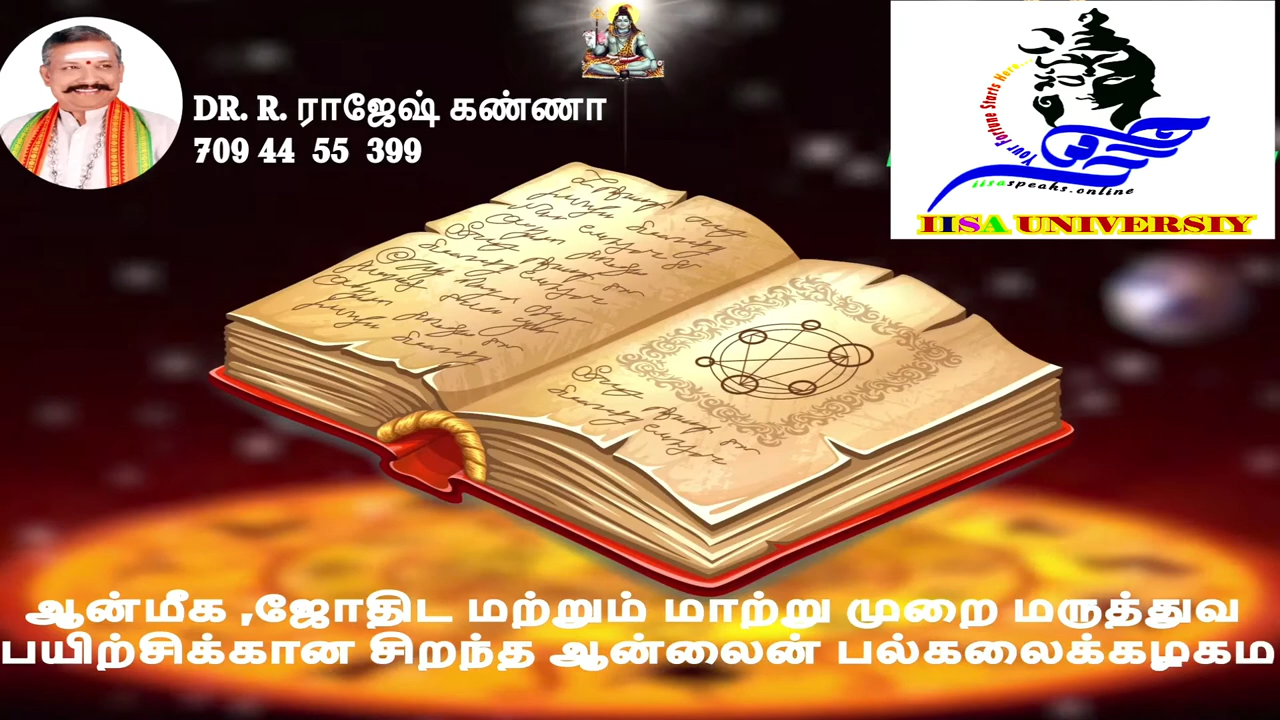 DR. R. ராஜேஷ் கண்ணா
709 44 55 399
Your Fortune Starts Here...
iisaspeaks.online
IISA UNIVERSIY
ஆன்மீக ,ஜோதிட மற்றும் மாற்று முறை மருத்துவ
பயிற்சிக்கான சிறந்த ஆன்லைன் பல்கலைக்கழகம